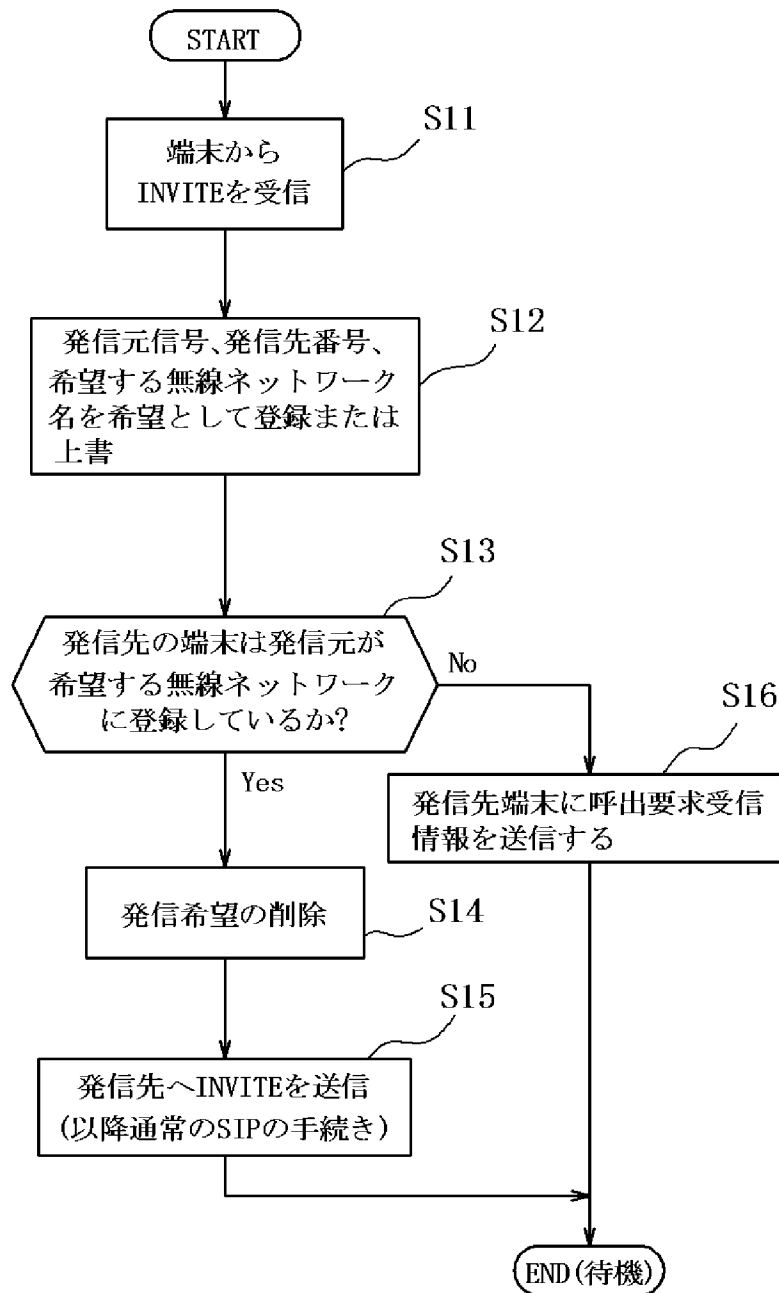 START
S11
端末から
INVITEを受信
S12
発信元信号、発信先番号、
希望する無線ネットワーク
名を希望として登録または
上書
S13
発信先の端末は発信元が
希望する無線ネットワーク
に登録しているか?
No
Yes
S16
発信先端末に呼出要求受信
情報を送信する
発信希望の削除
S14
S15
発信先へINVITEを送信
(以降通常のSIPの手続き)
END(待機)